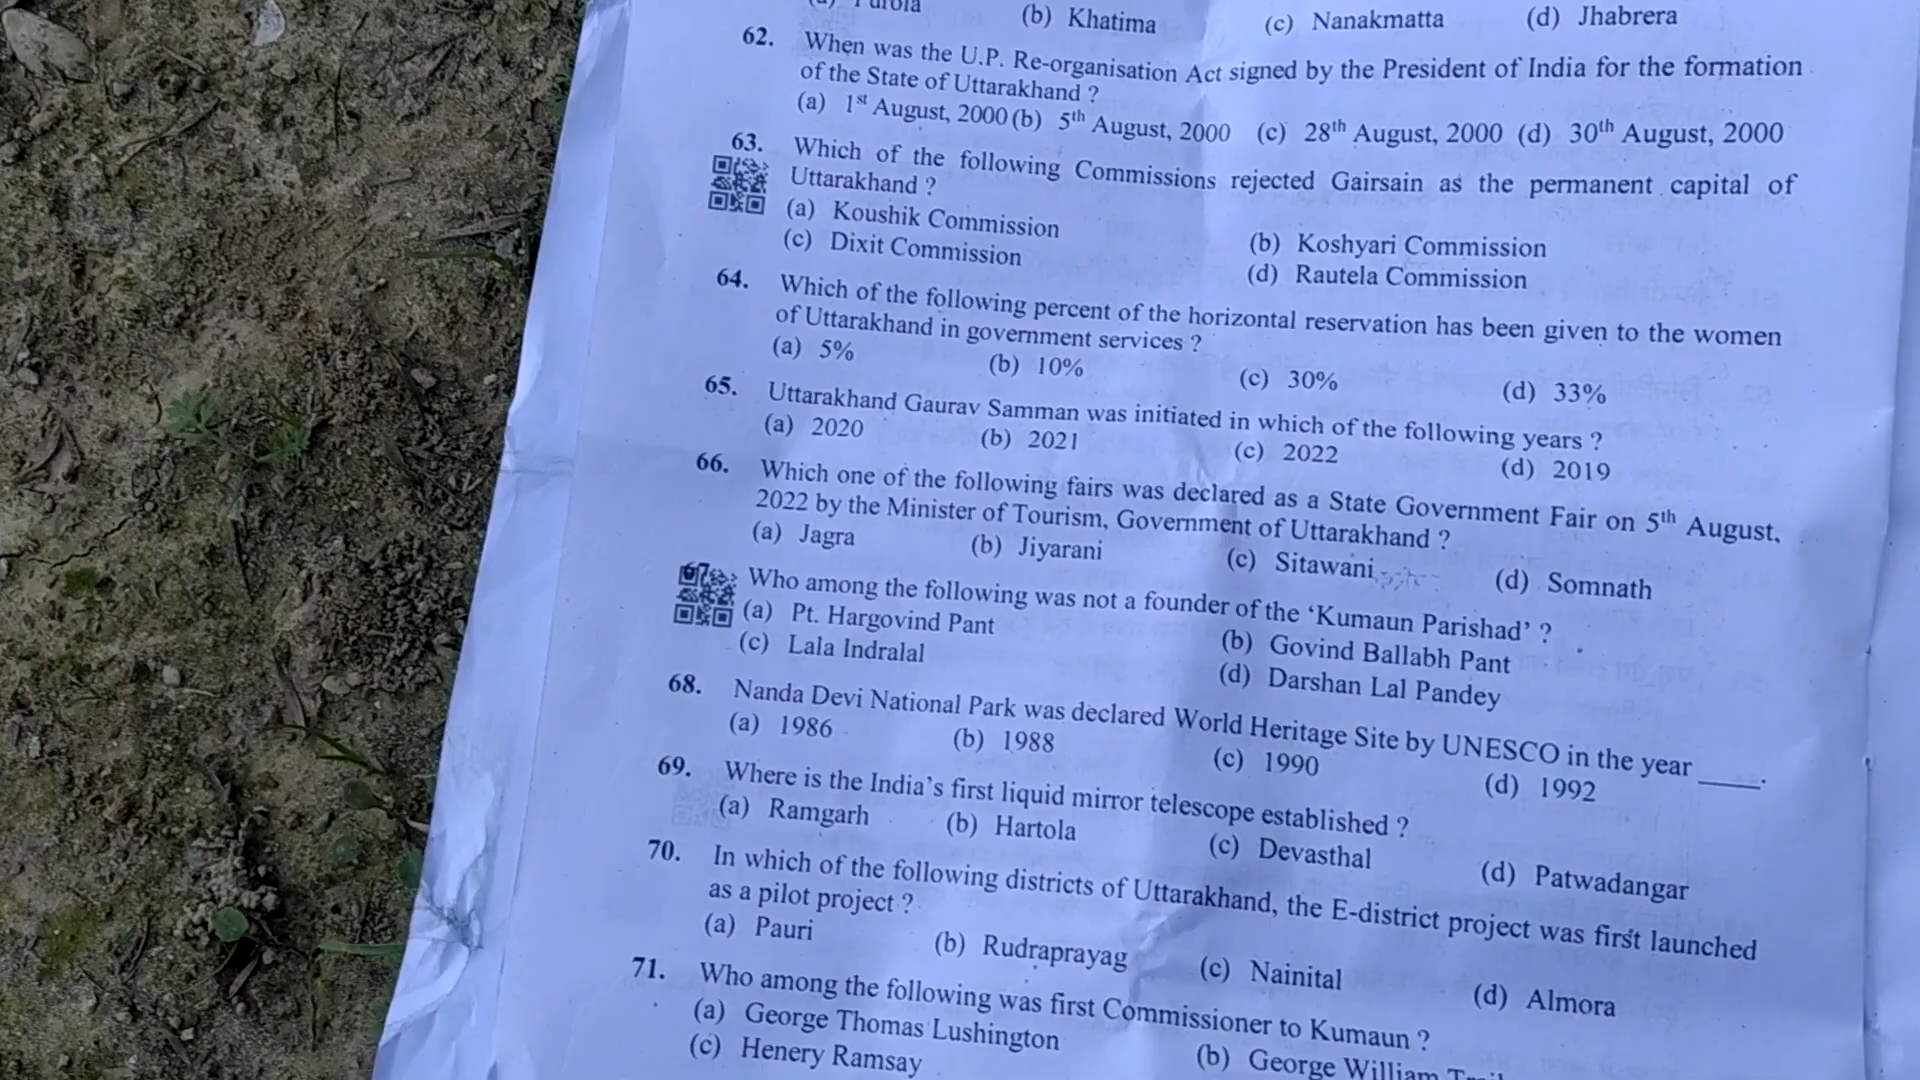 (b) Khatima (c) Nanakmatta (d) Jhabrera
62. When was the U.P. Re-organisation Act signed by the President of India for the formation
of the State of Uttarakhand ?
(a) 1st August, 2000 (b) 5th August, 2000 (c) 28th August, 2000 (d) 30th August, 2000
63. Which of the following Commissions rejected Gairsain as the permanent capital of
Uttarakhand ?
(a) Koushik Commission (b) Koshyari Commission
(c) Dixit Commission (d) Rautela Commission
64. Which of the following percent of the horizontal reservation has been given to the women
of Uttarakhand in government services ?
(a) 5% (b) 10% (c) 30% (d) 33%
65. Uttarakhand Gaurav Samman was initiated in which of the following years ?
(a) 2020 (b) 2021 (c) 2022 (d) 2019
66. Which one of the following fairs was declared as a State Government Fair on 5th August,
2022 by the Minister of Tourism, Government of Uttarakhand ?
(a) Jagra (b) Jiyarani (c) Sitawani (d) Somnath
67. Who among the following was not a founder of the ‘Kumaun Parishad’ ?
(a) Pt. Hargovind Pant (b) Govind Ballabh Pant
(c) Lala Indralal (d) Darshan Lal Pandey
68. Nanda Devi National Park was declared World Heritage Site by UNESCO in the year ____.
(a) 1986 (b) 1988 (c) 1990 (d) 1992
69. Where is the India’s first liquid mirror telescope established ?
(a) Ramgarh (b) Hartola (c) Devasthal (d) Patwadangar
70. In which of the following districts of Uttarakhand, the E-district project was first launched
as a pilot project ?
(a) Pauri (b) Rudraprayag (c) Nainital (d) Almora
71. Who among the following was first Commissioner to Kumaun ?
(a) George Thomas Lushington (b) George William
(c) Henery Ramsay